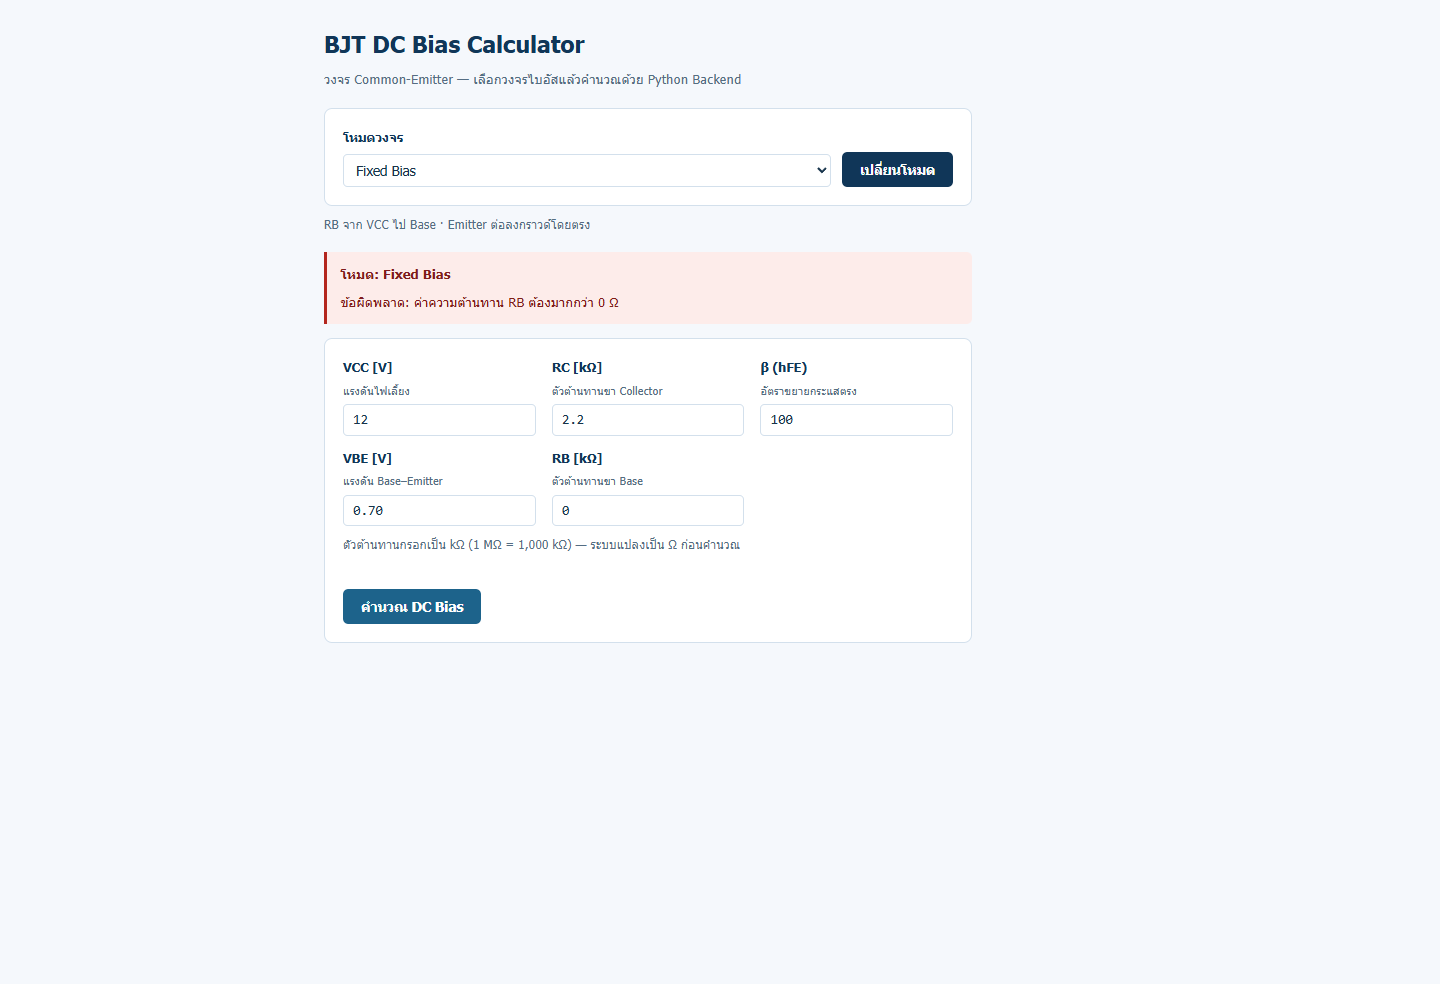 BJT DC Bias Calculator
วงจร Common-Emitter — เลือกวงจรไบอัสแล้วคำนวณด้วย Python Backend
โหมดวงจร
Fixed Bias
เปลี่ยนโหมด
RB จาก VCC ไป Base · Emitter ต่อลงกราวด์โดยตรง
โหมด: Fixed Bias
ข้อผิดพลาด: ค่าความต้านทาน RB ต้องมากกว่า 0 Ω
VCC [V] RC [kΩ] β (hFE)
แรงดันไฟเลี้ยง ตัวต้านทานขา Collector อัตราขยายกระแสตรง
12 2.2 100
VBE [V] RB [kΩ]
แรงดัน Base–Emitter ตัวต้านทานขา Base
0.70 0
ตัวต้านทานกรอกเป็น kΩ (1 MΩ = 1,000 kΩ) — ระบบแปลงเป็น Ω ก่อนคำนวณ
คำนวณ DC Bias